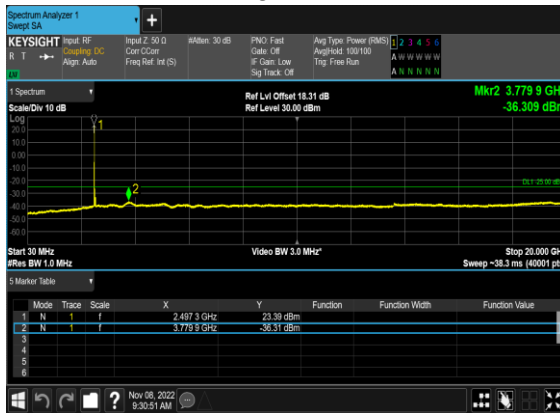 Spectrum Analyzer 1
Swept SA
KEYSIGHT Input: RF Input Z: 50 Ω #Atten: 30 dB PNO: Fast Avg Type: Power (RMS) 1 2 3 4 5 6
R T Coupling: DC Corr CCorr Gate: Off Avg|Hold: 100/100 A W W W W W
Align: Auto Freq Ref: Int (S) IF Gain: Low Trig: Free Run
Sig Track: Off A N N N N N
1 Spectrum Ref Lvl Offset 18.31 dB Mkr2 3.779 9 GH
Scale/Div 10 dB Ref Level 30.00 dBm -36.309 dB
Log
20.0
10.0
0.00
-10.0
-20.0
-30.0
-40.0
-50.0
-60.0
1
2
Start 30 MHz Video BW 3.0 MHz* Stop 20.000 GH
#Res BW 1.0 MHz Sweep ~38.3 ms (40001 pt
5 Marker Table
Mode Trace Scale X Y Function Function Width Function Value
1 N 1 f 2.497 3 GHz 23.39 dBm
2 N 1 f 3.779 9 GHz -36.31 dBm
3
4
5
6
? Nov 08, 2022
9:30:51 AM